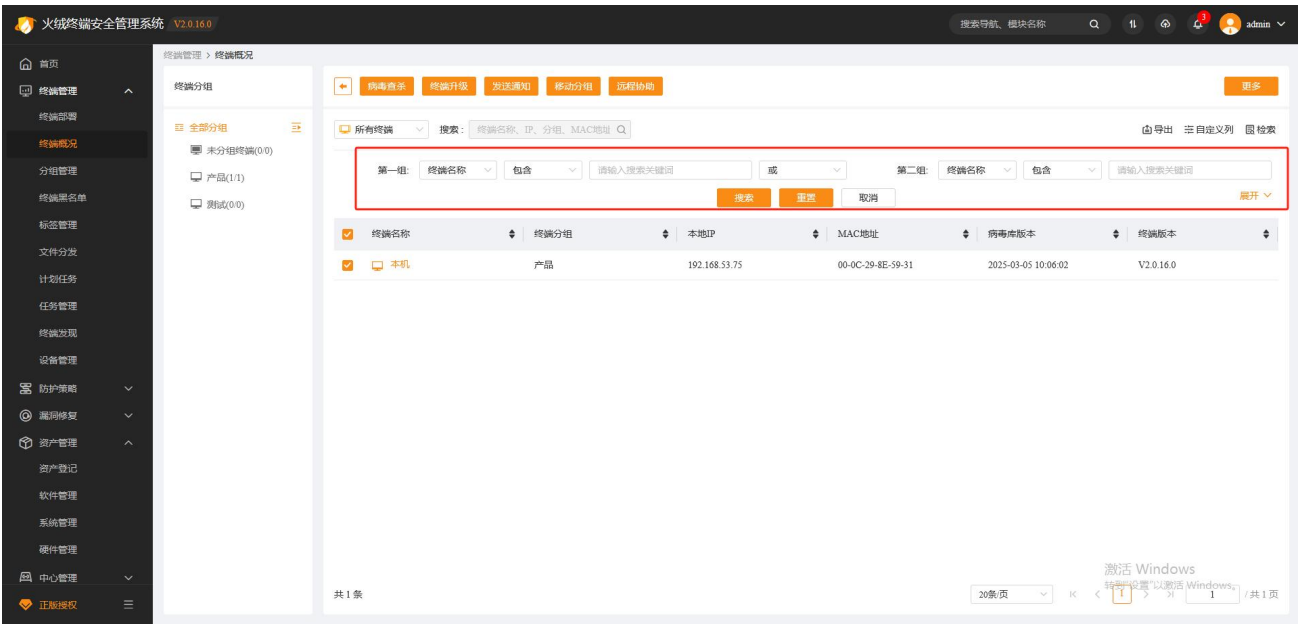 火绒终端安全管理系统 V2.0.16.0 搜索导航、模块名称 3 admin
首页
终端管理
终端部署
终端概况
分组管理
终端黑名单
标签管理
文件分发
计划任务
任务管理
终端发现
设备管理
防护策略
漏洞修复
资产管理
资产登记
软件管理
系统管理
硬件管理
中心管理
正版授权
终端管理 > 终端概况
终端分组
全部分组
未分组终端(0/0)
产品(1/1)
测试(0/0)
病毒查杀 终端升级 发送通知 移动分组 远程协助 更多
所有终端 搜索: 终端名称、IP、分组、MAC地址 导出 自定义列 检索
第一组: 终端名称 包含 请输入搜索关键词 或 第二组: 终端名称 包含 请输入搜索关键词
搜索 重置 取消 展开
终端名称 终端分组 本地IP MAC地址 病毒库版本 终端版本
本机 产品 192.168.53.75 00-0C-29-8E-59-31 2025-03-05 10:06:02 V2.0.16.0
激活 Windows
转到"设置"以激活 Windows。
共 1 条 20条/页 1 1 /共 1 页